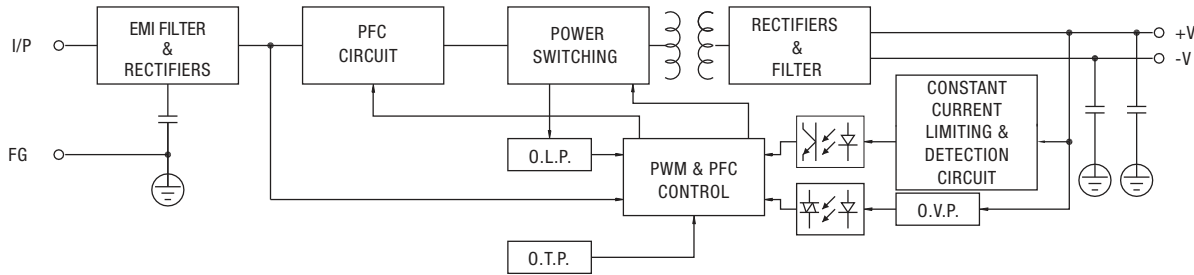 I/P
EMI FILTER
&
RECTIFIERS
PFC
CIRCUIT
POWER
SWITCHING
RECTIFIERS
&
FILTER
+V
-V
CONSTANT
CURRENT
LIMITING &
DETECTION
CIRCUIT
FG
O.L.P.
PWM & PFC
CONTROL
O.V.P.
O.T.P.